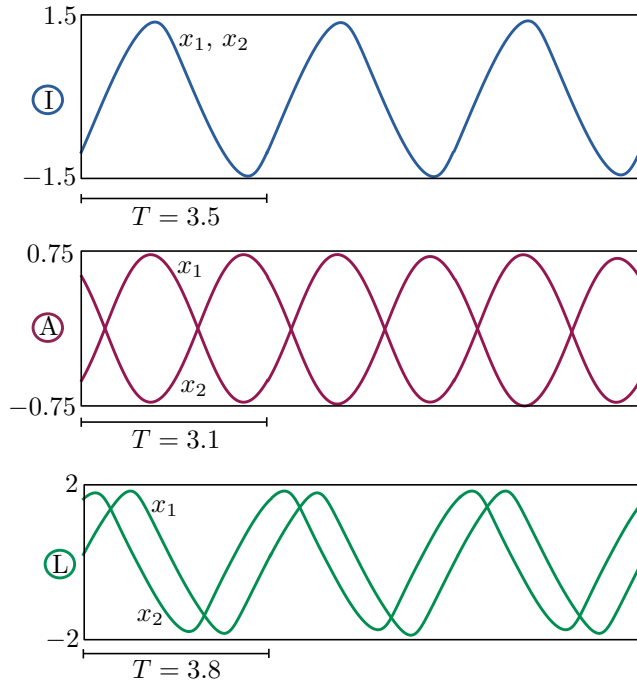 1.5
x₁, x₂
I
−1.5
T = 3.5
0.75
x₁
A
x₂
−0.75
T = 3.1
2
x₁
L
x₂
−2
T = 3.8